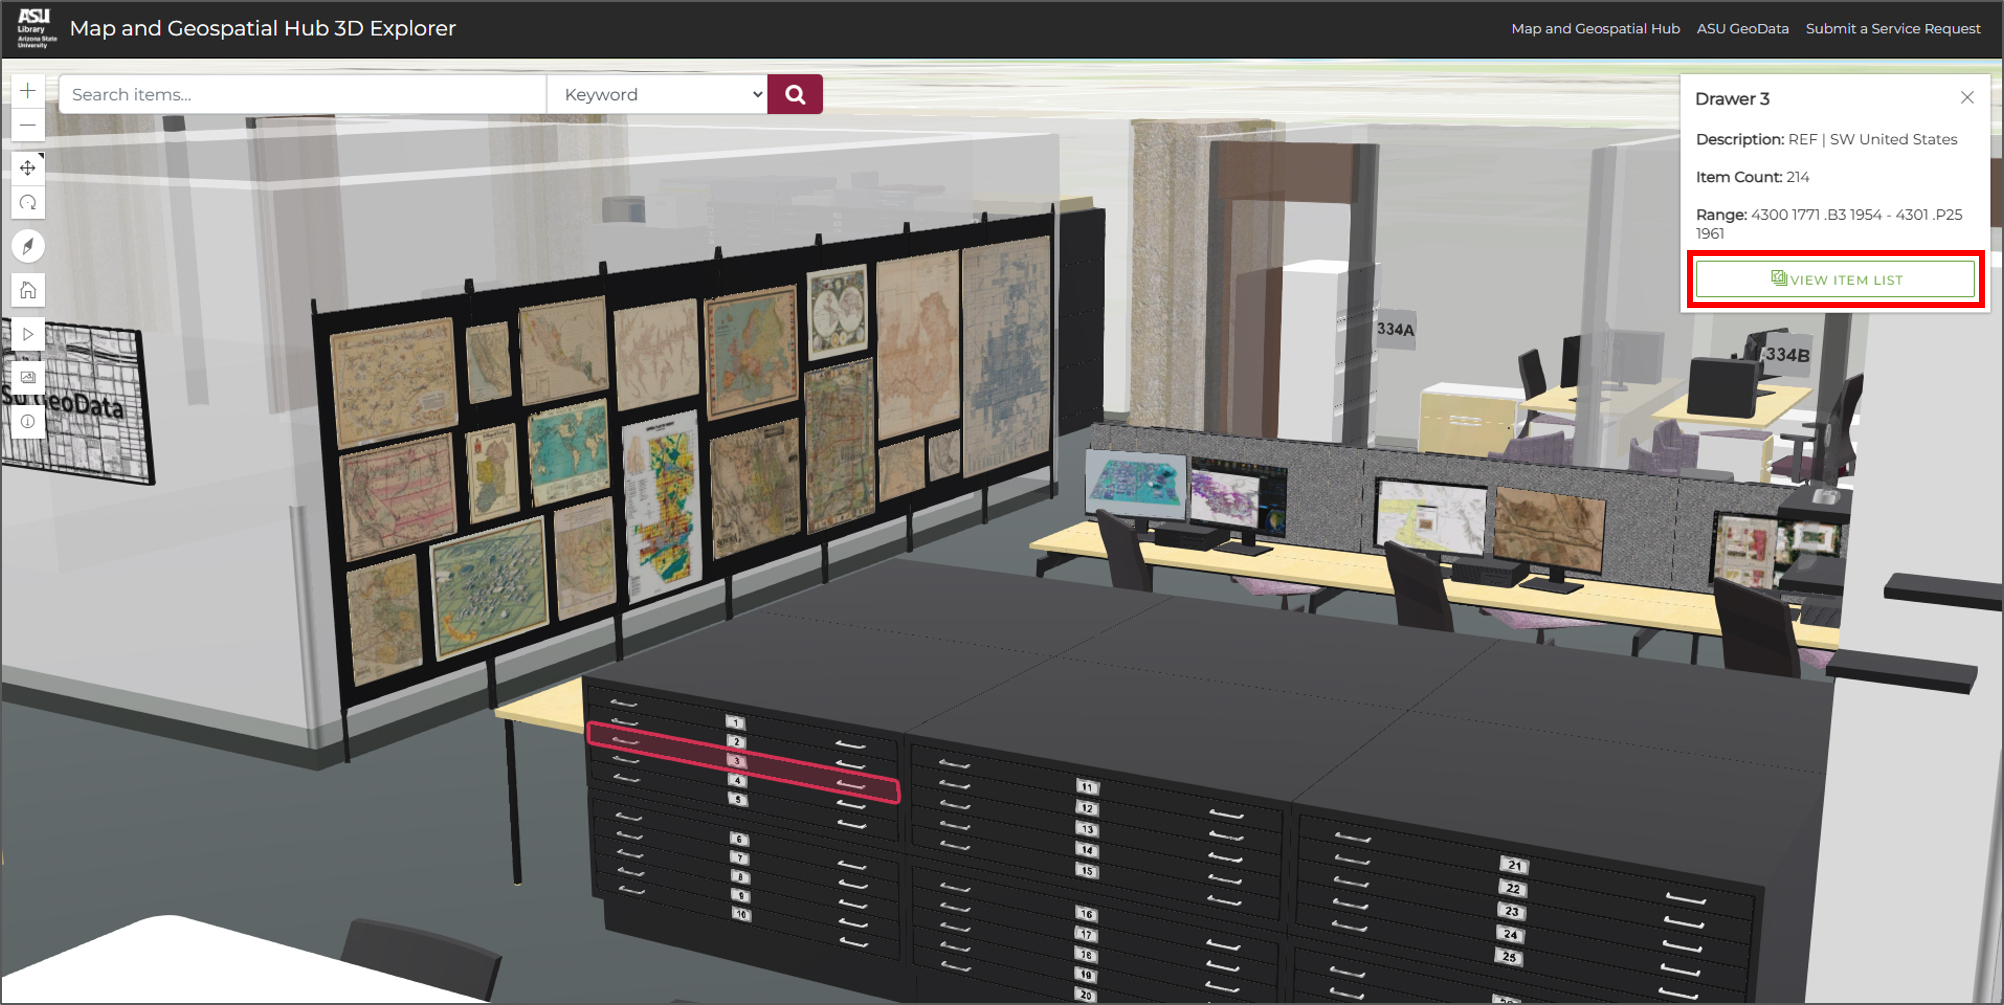 ASU
Library
Arizona State
University
Map and Geospatial Hub 3D Explorer
Map and Geospatial Hub
ASU GeoData
Submit a Service Request
Search items...
Keyword
Drawer 3
Description: REF | SW United States
Item Count: 214
Range: 4300 1771 .B3 1954 - 4301 .P25
1961
VIEW ITEM LIST
334A
334B
GeoData
1
2
3
4
5
6
7
8
9
10
11
12
13
14
15
16
17
18
19
20
21
22
23
24
25